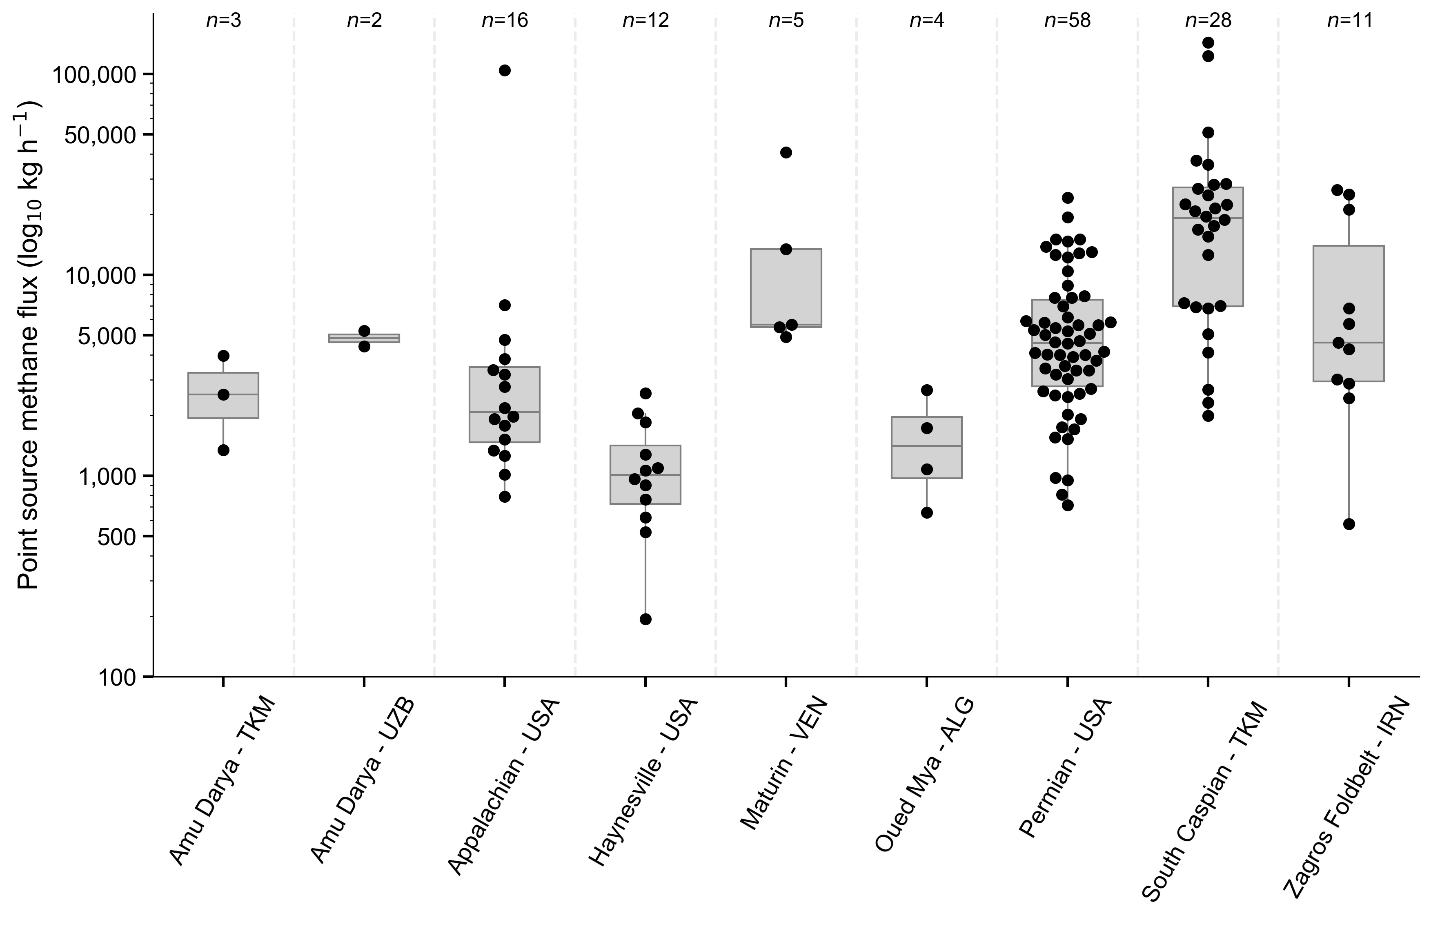 n=3 n=2 n=16 n=12 n=5 n=4 n=58 n=28 n=11
Point source methane flux (log10 kg h−1)
100,000
50,000
10,000
5,000
1,000
500
100
Amu Darya - TKM
Amu Darya - UZB
Appalachian - USA
Haynesville - USA
Maturin - VEN
Oued Mya - ALG
Permian - USA
South Caspian - TKM
Zagros Foldbelt - IRN